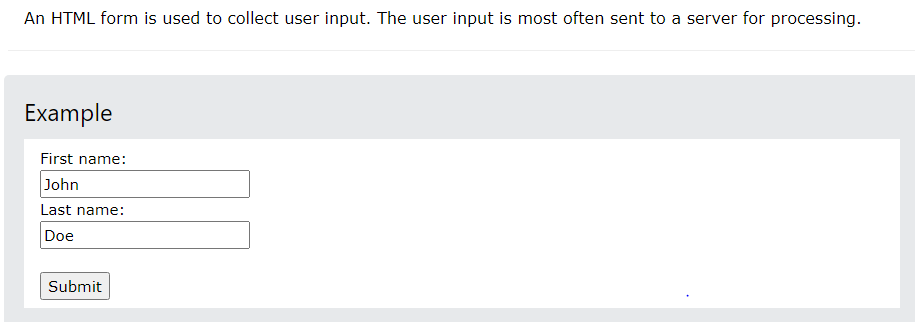 An HTML form is used to collect user input. The user input is most often sent to a server for processing.
Example
First name:
John
Last name:
Doe
Submit